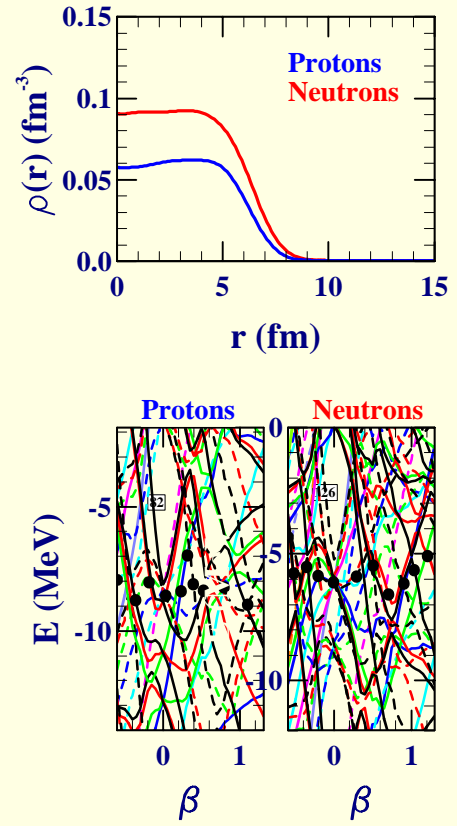 0.15
Protons
Neutrons
0.1
0.05
0.0
ρ(r) (fm-3)
0 5 10 15
r (fm)
Protons Neutrons
0
-5
-10
-5
-10
82
126
E (MeV)
0 1 0 1
β β